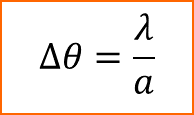 Δθ = λ/a